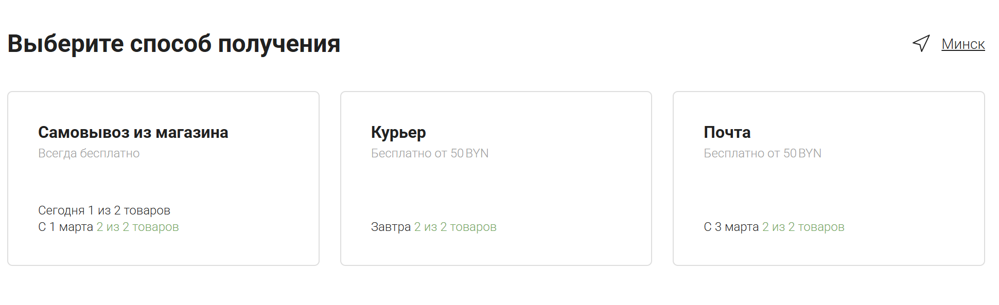 Выберите способ получения
Минск
Самовывоз из магазина
Всегда бесплатно
Сегодня 1 из 2 товаров
С 1 марта 2 из 2 товаров
Курьер
Бесплатно от 50 BYN
Завтра 2 из 2 товаров
Почта
Бесплатно от 50 BYN
С 3 марта 2 из 2 товаров